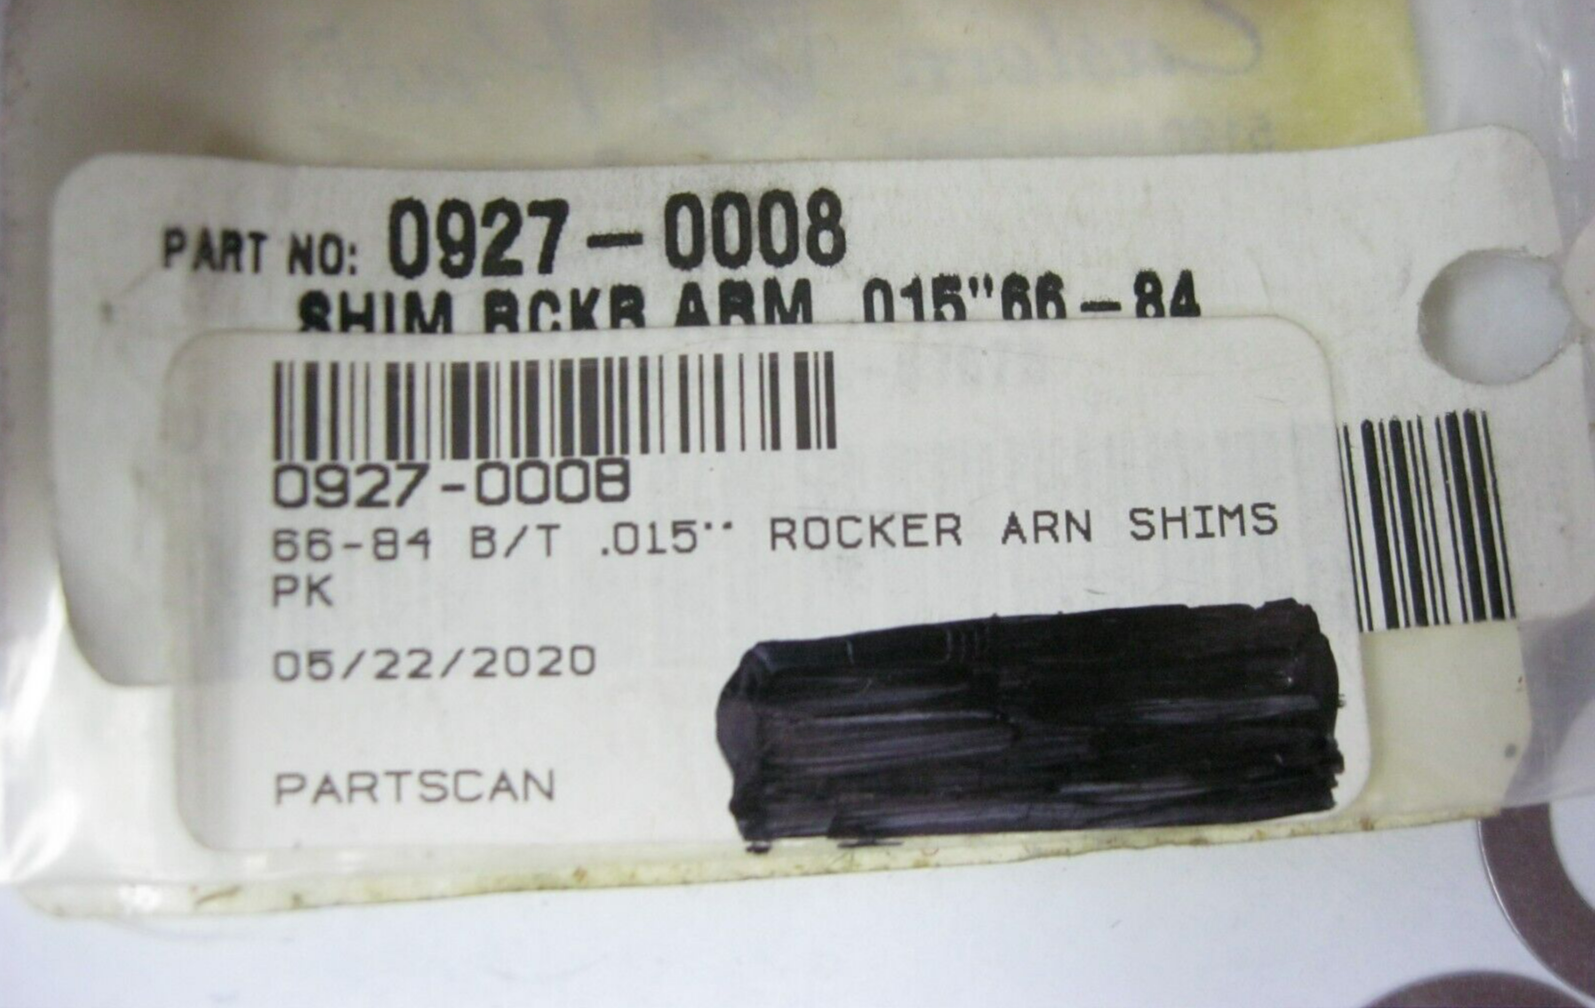 PART NO: 0927-0008
SHIM RCKR ARM .015"66-84
0927-0008
66-84 B/T .015" ROCKER ARN SHIMS
PK
05/22/2020
PARTSCAN